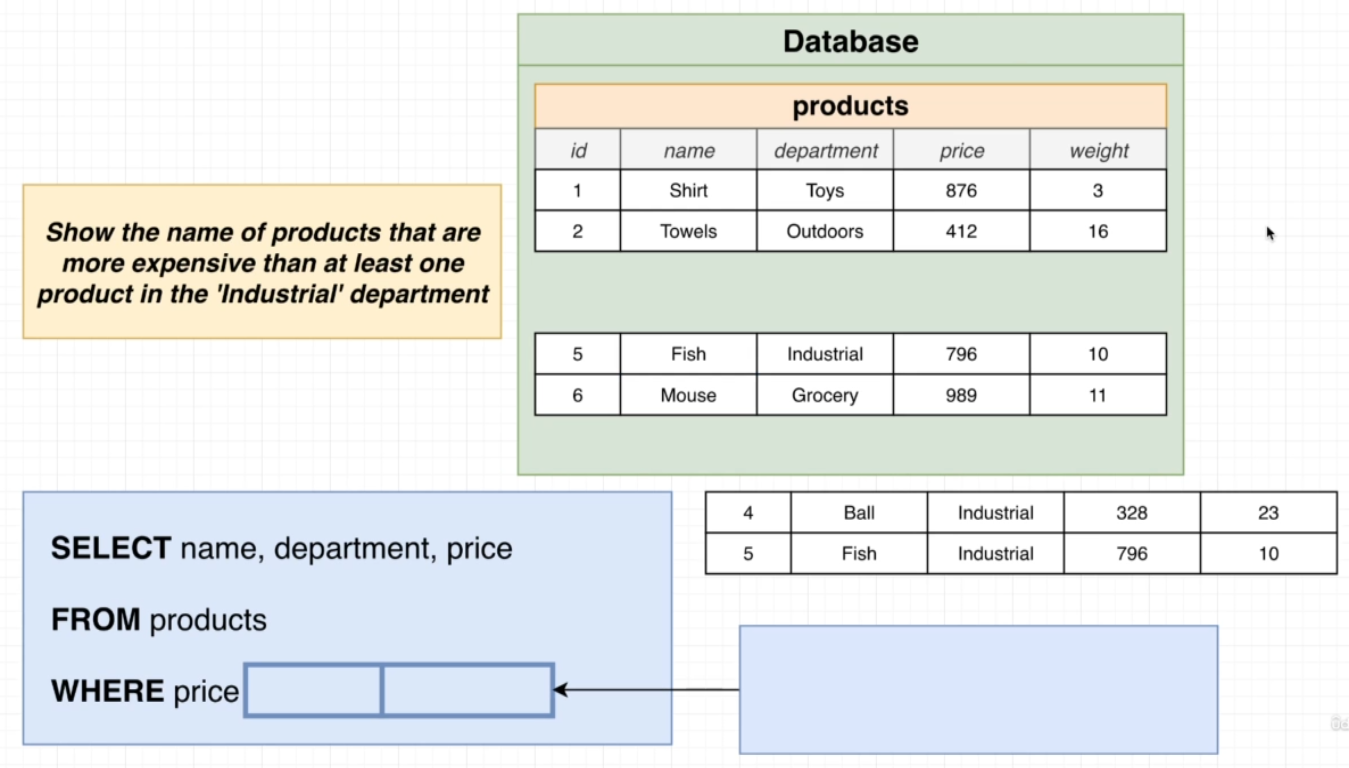 Database
products
id name department price weight
1 Shirt Toys 876 3
2 Towels Outdoors 412 16
Show the name of products that are
more expensive than at least one
product in the 'Industrial' department
5 Fish Industrial 796 10
6 Mouse Grocery 989 11
4 Ball Industrial 328 23
5 Fish Industrial 796 10
SELECT name, department, price
FROM products
WHERE price